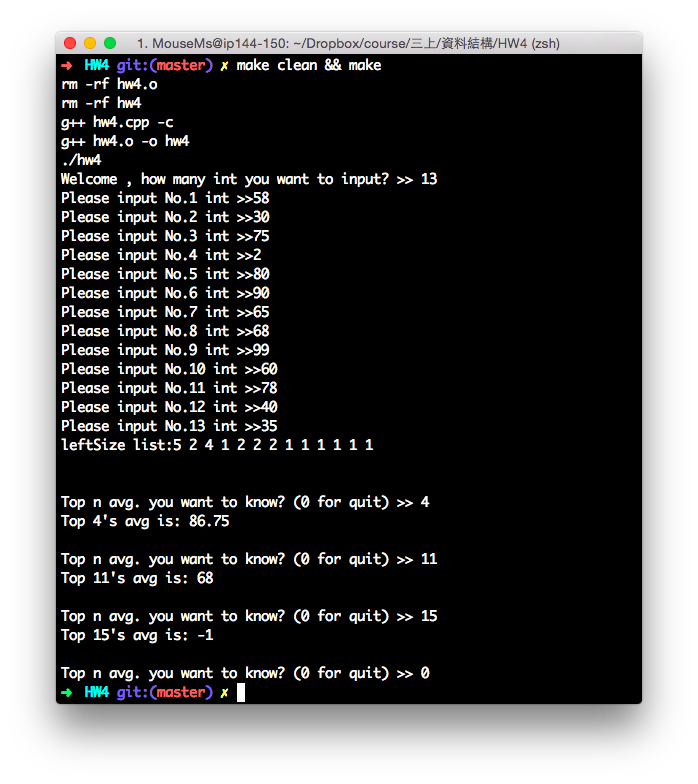 1. MouseMs@ip144-150: ~/Dropbox/course/三上/資料結構/HW4 (zsh)
➜ HW4 git:(master) ✗ make clean && make
rm -rf hw4.o
rm -rf hw4
g++ hw4.cpp -c
g++ hw4.o -o hw4
./hw4
Welcome , how many int you want to input? >> 13
Please input No.1 int >>58
Please input No.2 int >>30
Please input No.3 int >>75
Please input No.4 int >>2
Please input No.5 int >>80
Please input No.6 int >>90
Please input No.7 int >>65
Please input No.8 int >>68
Please input No.9 int >>99
Please input No.10 int >>60
Please input No.11 int >>78
Please input No.12 int >>40
Please input No.13 int >>35
leftSize list:5 2 4 1 2 2 2 1 1 1 1 1 1
Top n avg. you want to know? (0 for quit) >> 4
Top 4's avg is: 86.75
Top n avg. you want to know? (0 for quit) >> 11
Top 11's avg is: 68
Top n avg. you want to know? (0 for quit) >> 15
Top 15's avg is: -1
Top n avg. you want to know? (0 for quit) >> 0
➜ HW4 git:(master) ✗